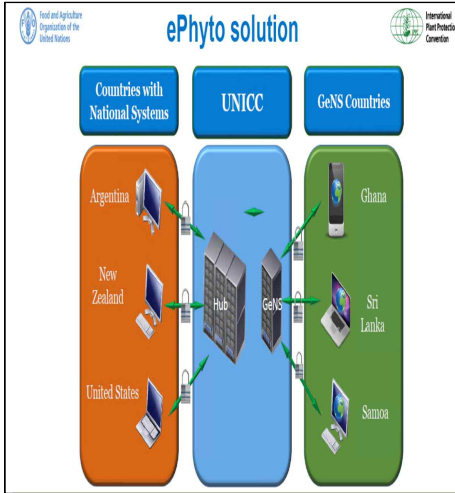 Food and Agriculture
Organization of the
United Nations
ePhyto solution
International
Plant Protection
Convention
Countries with
National Systems
UNICC
GeNS Countries
Argentina
New
Zealand
United States
Hub
GeNS
Ghana
Sri
Lanka
Samoa